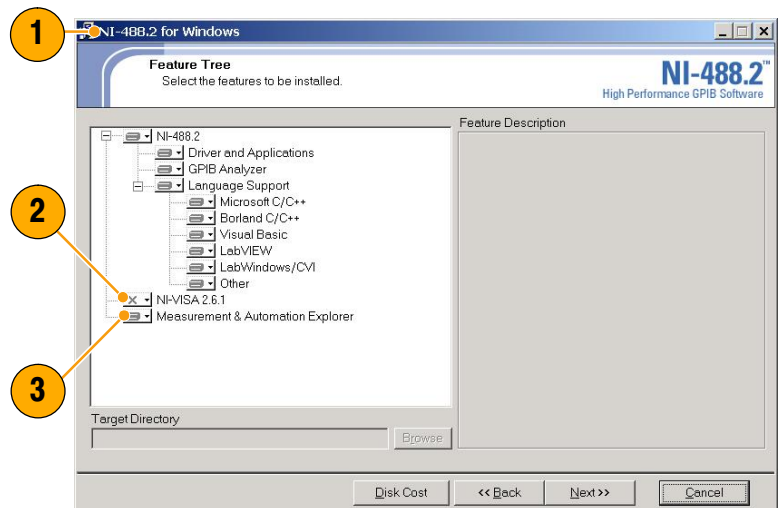 1
NI-488.2 for Windows
Feature Tree
Select the features to be installed.
NI-488.2™
High Performance GPIB Software
Feature Description
NI-488.2
Driver and Applications
GPIB Analyzer
Language Support
Microsoft C/C++
Borland C/C++
Visual Basic
LabVIEW
LabWindows/CVI
Other
2
NI-VISA 2.6.1
Measurement & Automation Explorer
3
Target Directory
Browse
Disk Cost
<< Back
Next >>
Cancel